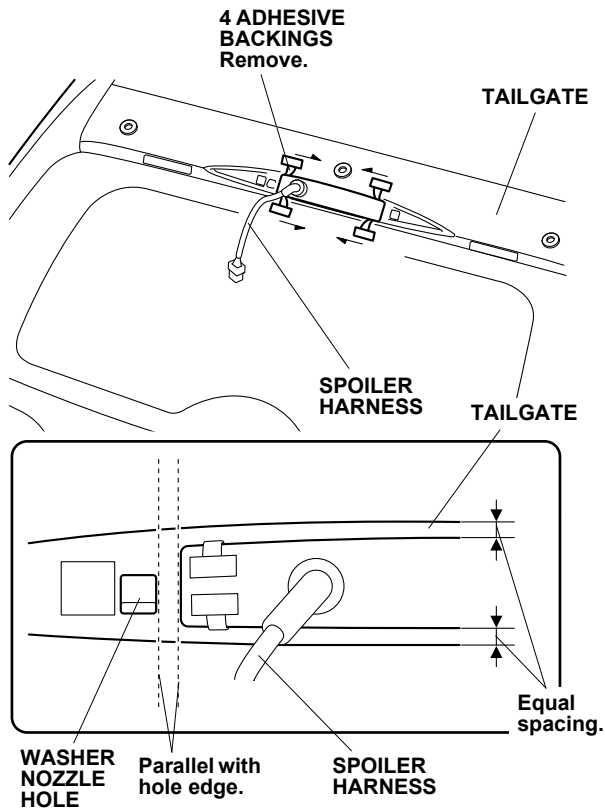 4 ADHESIVE
BACKINGS
Remove.
TAILGATE
SPOILER
HARNESS
TAILGATE
Equal
spacing.
WASHER
NOZZLE
HOLE
Parallel with
hole edge.
SPOILER
HARNESS